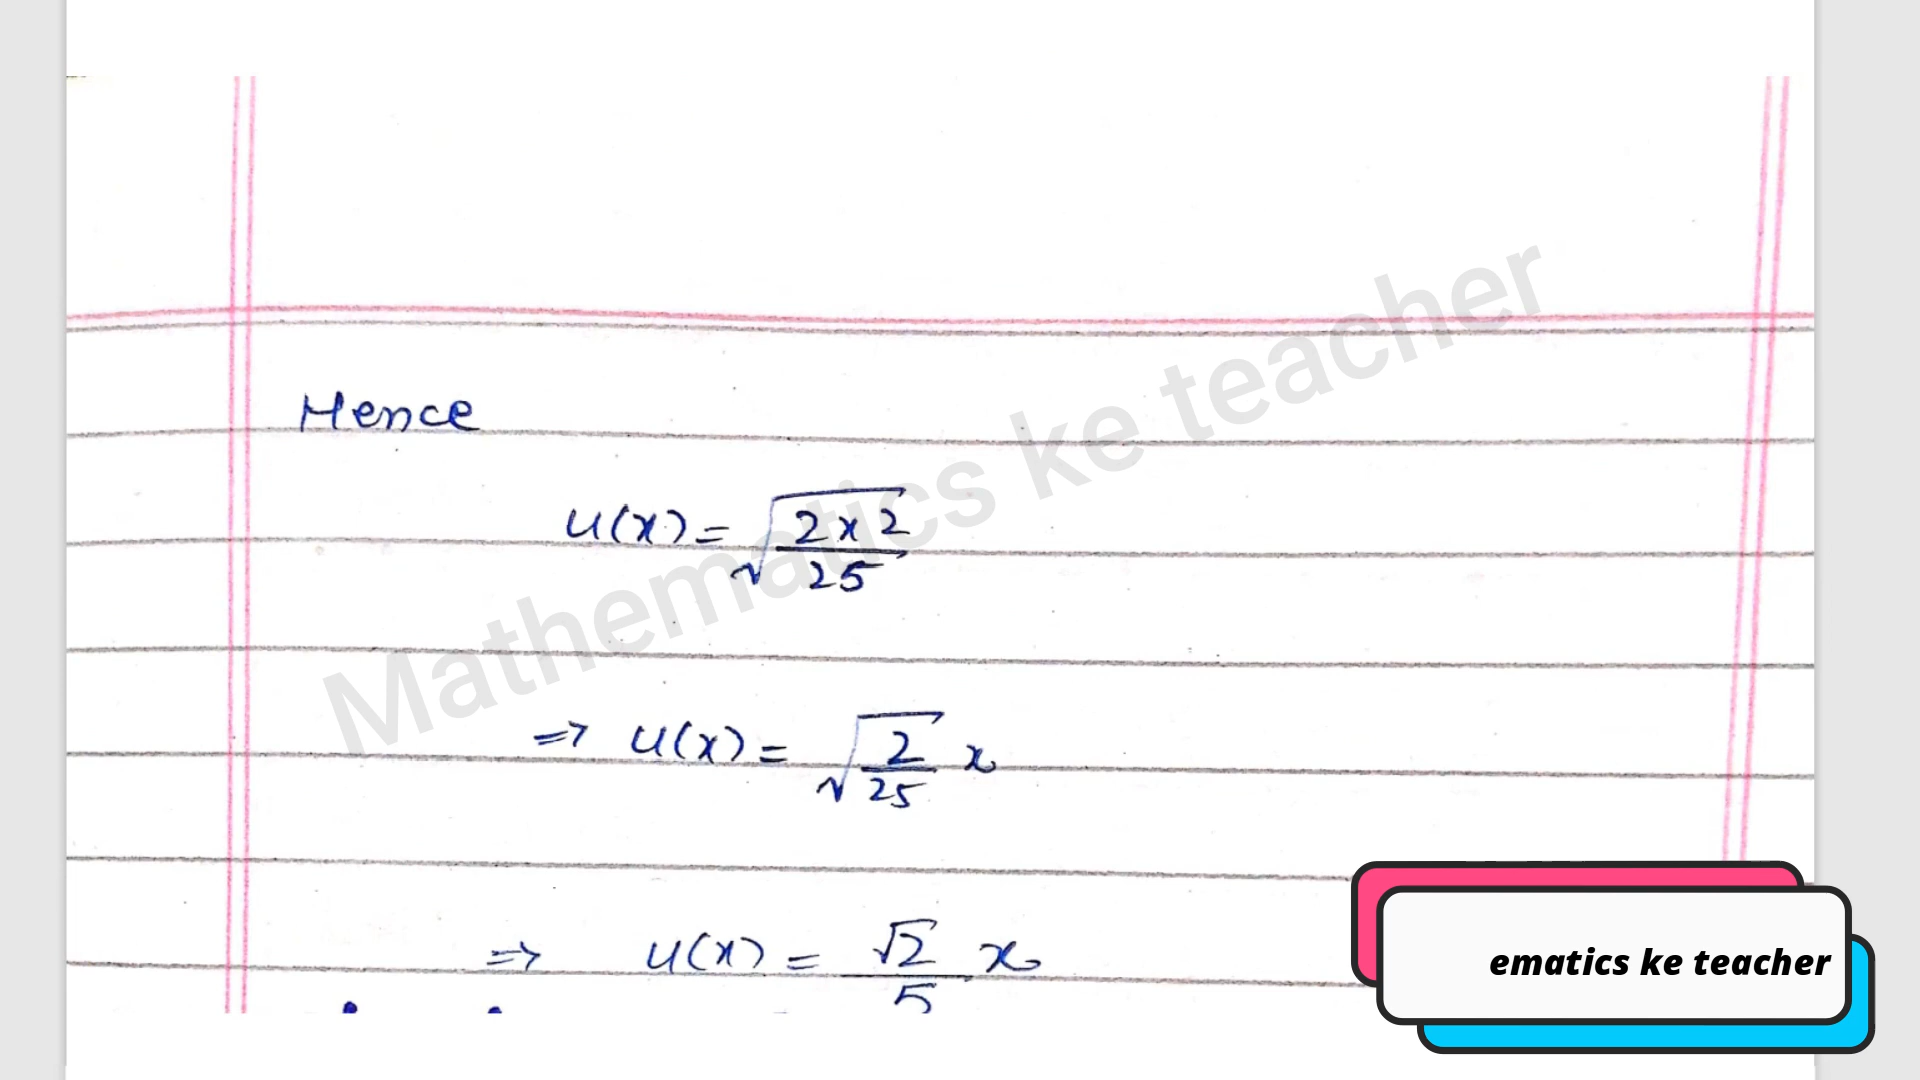 Hence
u(x) = √(2x2/25)
⇒ u(x) = √(2/25) x
⇒ u(x) = √2/5 x
Mathematics ke teacher
ematics ke teacher